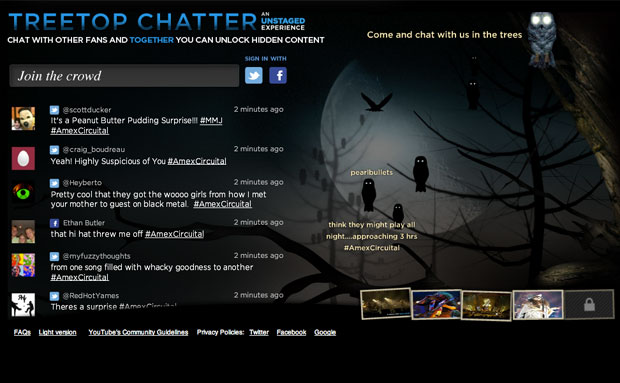 TREETOP CHATTER AN UNSTAGED EXPERIENCE
CHAT WITH OTHER FANS AND TOGETHER YOU CAN UNLOCK HIDDEN CONTENT
Come and chat with us in the trees
SIGN IN WITH
Join the crowd
@scottducker 2 minutes ago
It's a Peanut Butter Pudding Surprise!!! #MMJ
#AmexCircuital
@craig_boudreau 2 minutes ago
Yeah! Highly Suspicious of You #AmexCircuital
@Heyberto 2 minutes ago
Pretty cool that they got the woooo girls from how I met
your mother to guest on black metal. #AmexCircuital
Ethan Butler 2 minutes ago
that hi hat threw me off #AmexCircuital
@myfuzzythoughts 2 minutes ago
from one song filled with whacky goodness to another
#AmexCircuital
@RedHotYames 2 minutes ago
Theres a surprise #AmexCircuital
pearlbullets
think they might play all
night....approaching 3 hrs
#AmexCircuital
FAQs Light version YouTube's Community Guidelines Privacy Policies: Twitter Facebook Google